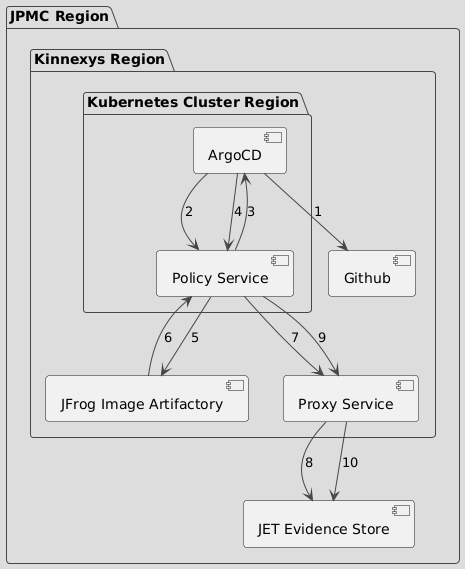 JPMC Region
Kinnexys Region
Kubernetes Cluster Region
ArgoCD
2
4
3
1
Policy Service
Github
6
5
7
9
JFrog Image Artifactory
Proxy Service
8
10
JET Evidence Store